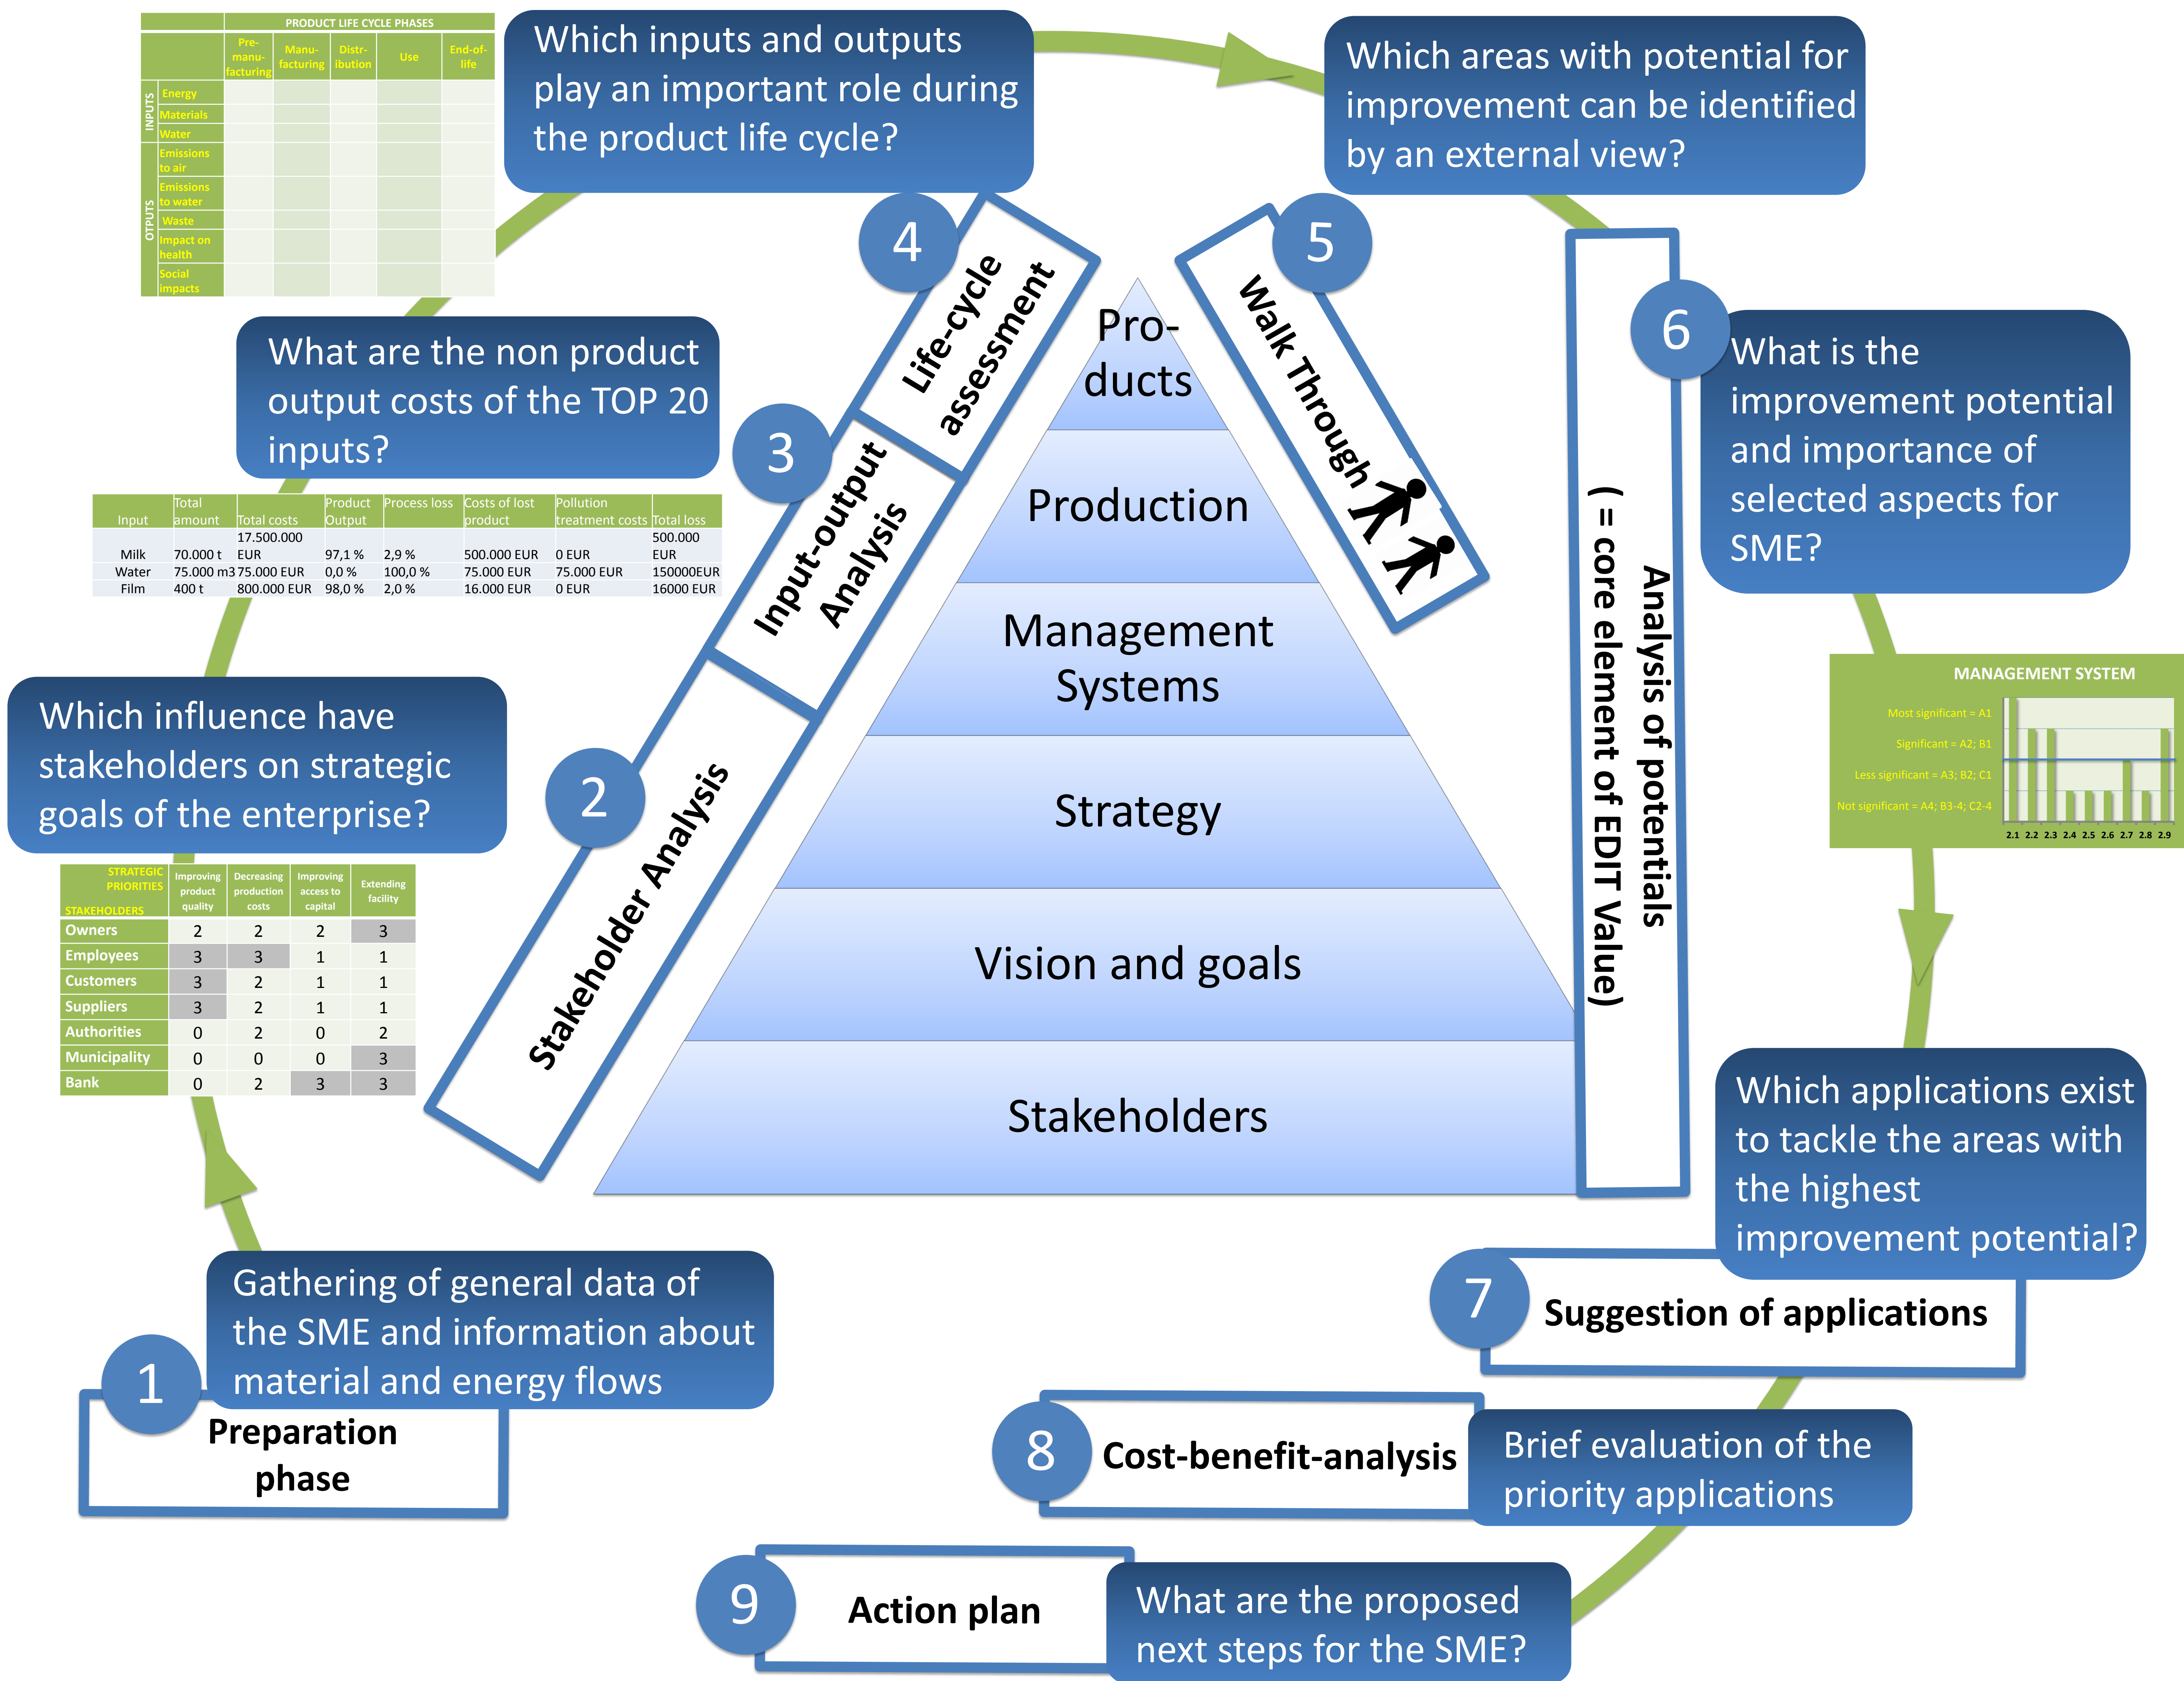 PRODUCT LIFE CYCLE PHASES
Pre-
manu-
facturing
Manu-
facturing
Distr-
ibution
Use
End-of-
life
INPUTS
Energy
Materials
Water
OTPUTS
Emissions
to air
Emissions
to water
Waste
Impact on
health
Social
impacts
Which inputs and outputs
play an important role during
the product life cycle?
Which areas with potential for
improvement can be identified
by an external view?
4
Life-cycle
assessment
5
Walk Through
6
What is the
improvement potential
and importance of
selected aspects for
SME?
What are the non product
output costs of the TOP 20
inputs?
3
Input-output
Analysis
Input Total amount Total costs Product Output Process loss Costs of lost product Pollution treatment costs Total loss
Milk 70.000 t 17.500.000 EUR 97,1 % 2,9 % 500.000 EUR 0 EUR 500.000 EUR
Water 75.000 m3 75.000 EUR 0,0 % 100,0 % 75.000 EUR 75.000 EUR 150000EUR
Film 400 t 800.000 EUR 98,0 % 2,0 % 16.000 EUR 0 EUR 16000 EUR
Pro-
ducts
Production
Management
Systems
Strategy
Vision and goals
Stakeholders
Analysis of potentials
( = core element of EDIT Value)
MANAGEMENT SYSTEM
Most significant = A1
Significant = A2; B1
Less significant = A3; B2; C1
Not significant = A4; B3-4; C2-4
2.1 2.2 2.3 2.4 2.5 2.6 2.7 2.8 2.9
Which influence have
stakeholders on strategic
goals of the enterprise?
2
Stakeholder Analysis
STRATEGIC
PRIORITIES
STAKEHOLDERS
Improving
product
quality
Decreasing
production
costs
Improving
access to
capital
Extending
facility
Owners 2 2 2 3
Employees 3 3 1 1
Customers 3 2 1 1
Suppliers 3 2 1 1
Authorities 0 2 0 2
Municipality 0 0 0 3
Bank 0 2 3 3
Which applications exist
to tackle the areas with
the highest
improvement potential?
7
Suggestion of applications
Gathering of general data of
the SME and information about
material and energy flows
1
Preparation
phase
8
Cost-benefit-analysis
Brief evaluation of the
priority applications
9
Action plan
What are the proposed
next steps for the SME?